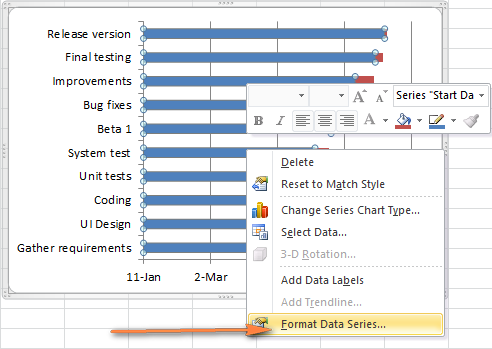 Release version
Final testing
Improvements
Bug fixes
Beta 1
System test
Unit tests
Coding
UI Design
Gather requirements
11-Jan
2-Mar
Series "Start Da
A A
B I A
Delete
Reset to Match Style
Change Series Chart Type...
Select Data...
3-D Rotation...
Add Data Labels
Add Trendline...
Format Data Series...